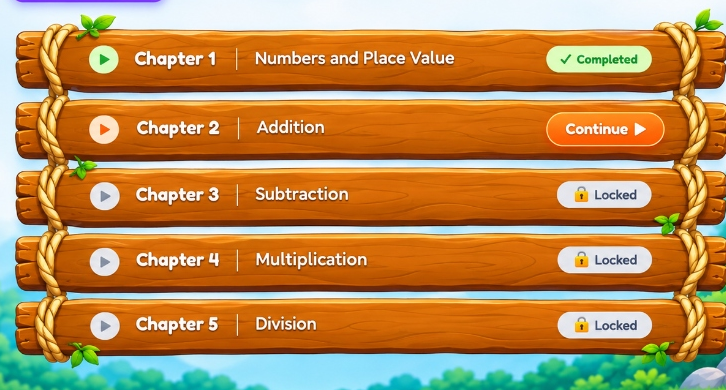 Chapter 1 | Numbers and Place Value ✓ Completed
Chapter 2 | Addition Continue ▶
Chapter 3 | Subtraction 🔒 Locked
Chapter 4 | Multiplication 🔒 Locked
Chapter 5 | Division 🔒 Locked